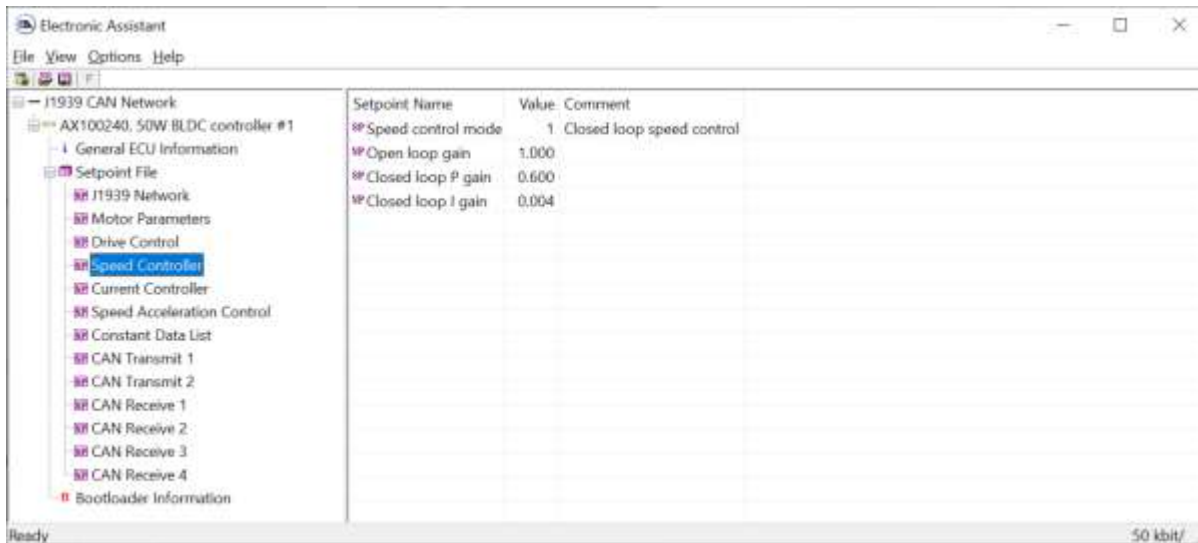 Electronic Assistant
File View Options Help
F
J1939 CAN Network
AX100240, 50W BLDC controller #1
General ECU Information
Setpoint File
J1939 Network
Motor Parameters
Drive Control
Speed Controller
Current Controller
Speed Acceleration Control
Constant Data List
CAN Transmit 1
CAN Transmit 2
CAN Receive 1
CAN Receive 2
CAN Receive 3
CAN Receive 4
Bootloader Information
Setpoint Name Value Comment
SP Speed control mode 1 Closed loop speed control
SP Open loop gain 1.000
SP Closed loop P gain 0.600
SP Closed loop I gain 0.004
Ready
50 kbit/